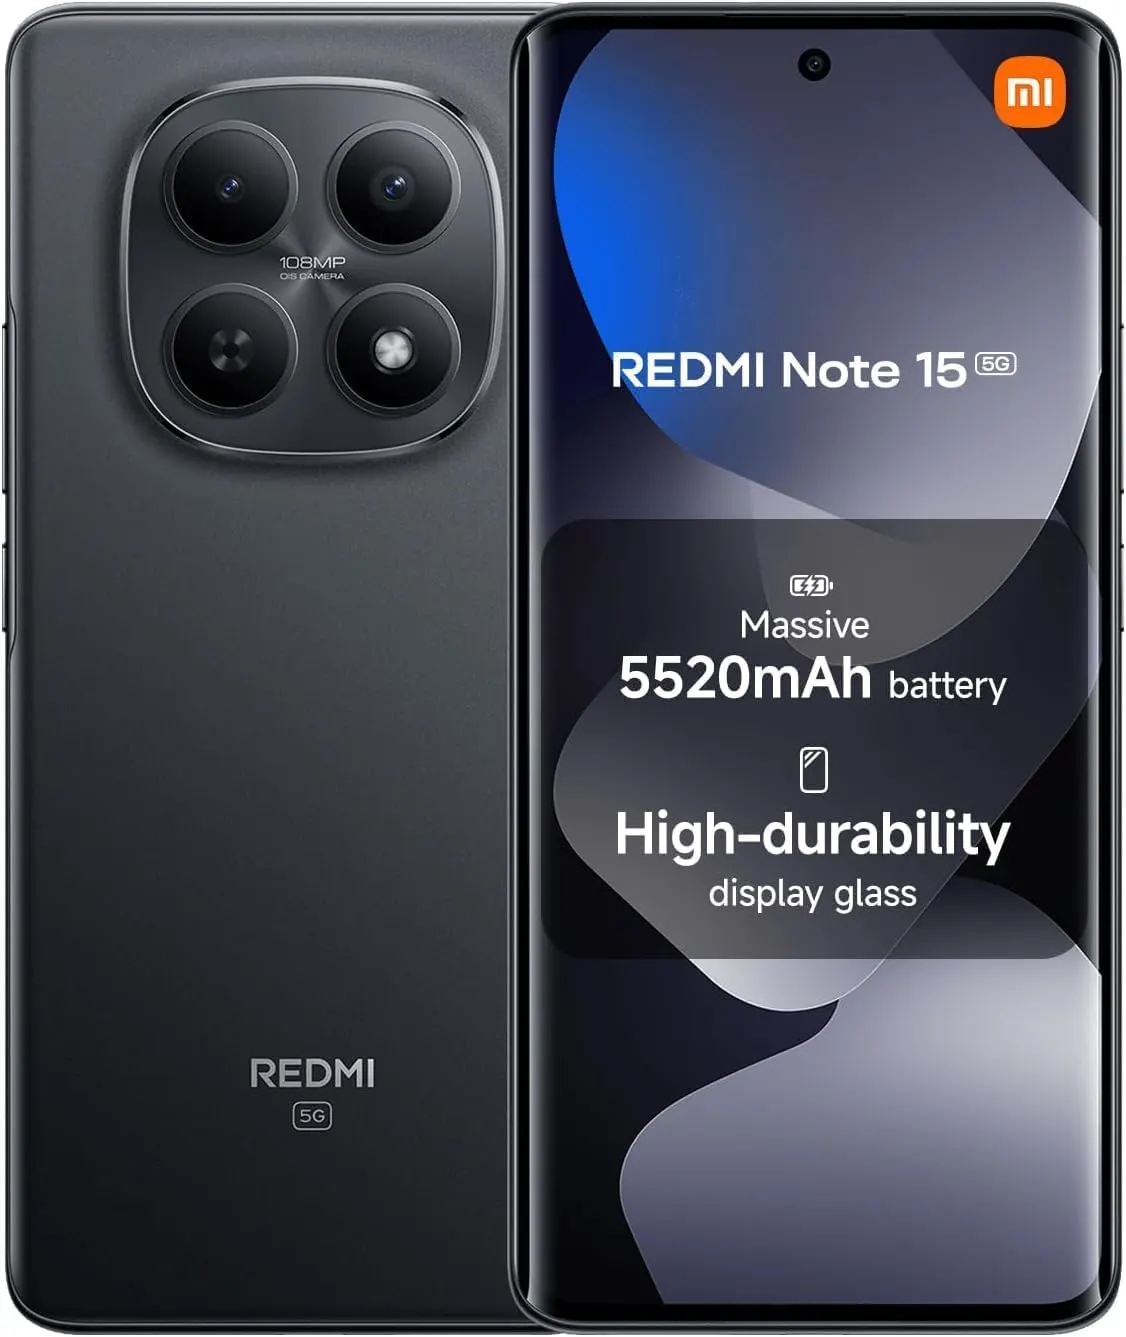 108MP
OIS CAMERA
REDMI
5G
mi
REDMI Note 15 5G
Massive
5520mAh battery
High-durability
display glass